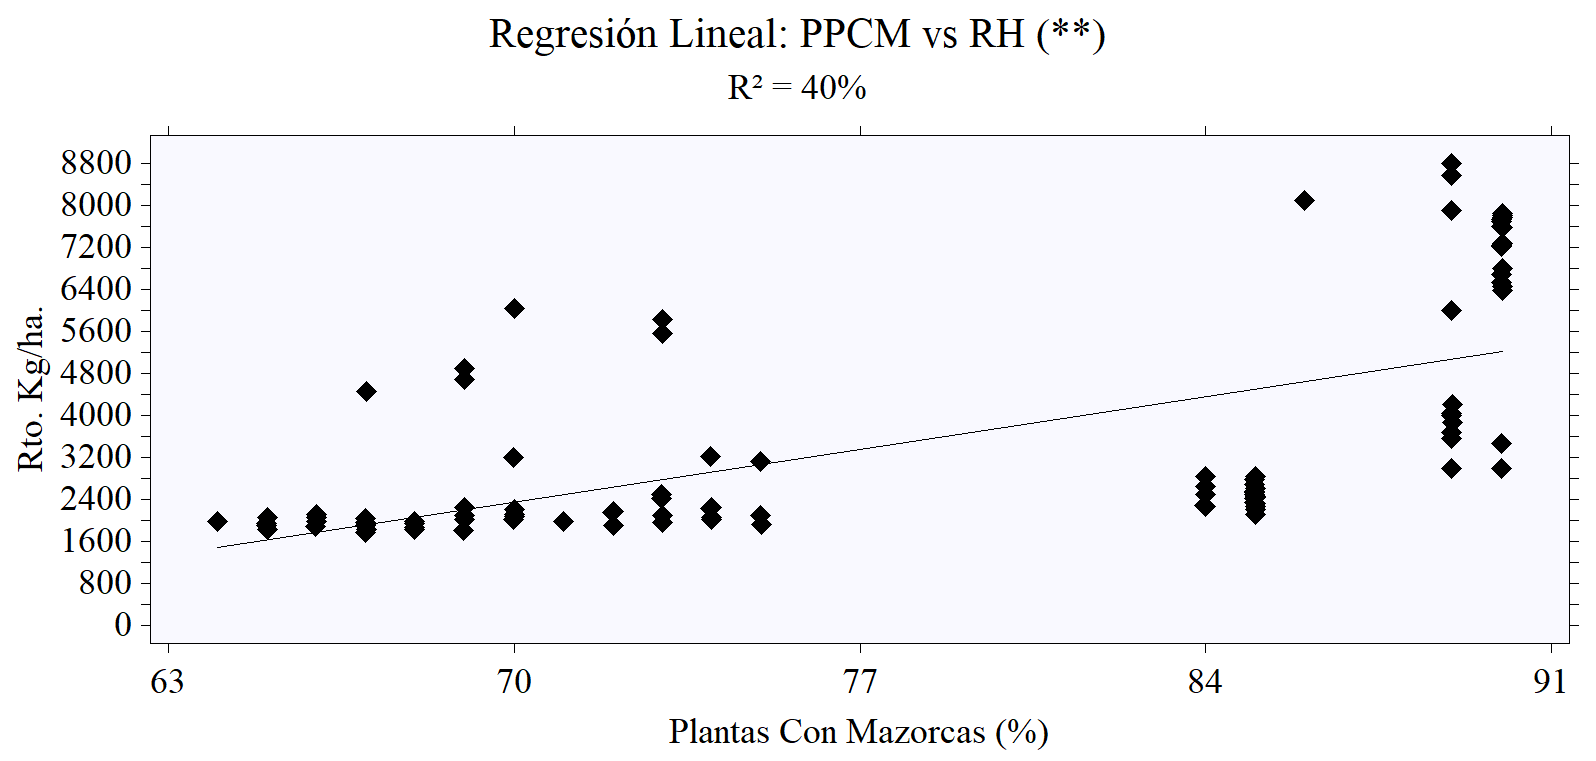 Regresión Lineal: PPCM vs RH (**)
R² = 40%
Rto. Kg/ha.
8800
8000
7200
6400
5600
4800
4000
3200
2400
1600
800
0
63 70 77 84 91
Plantas Con Mazorcas (%)